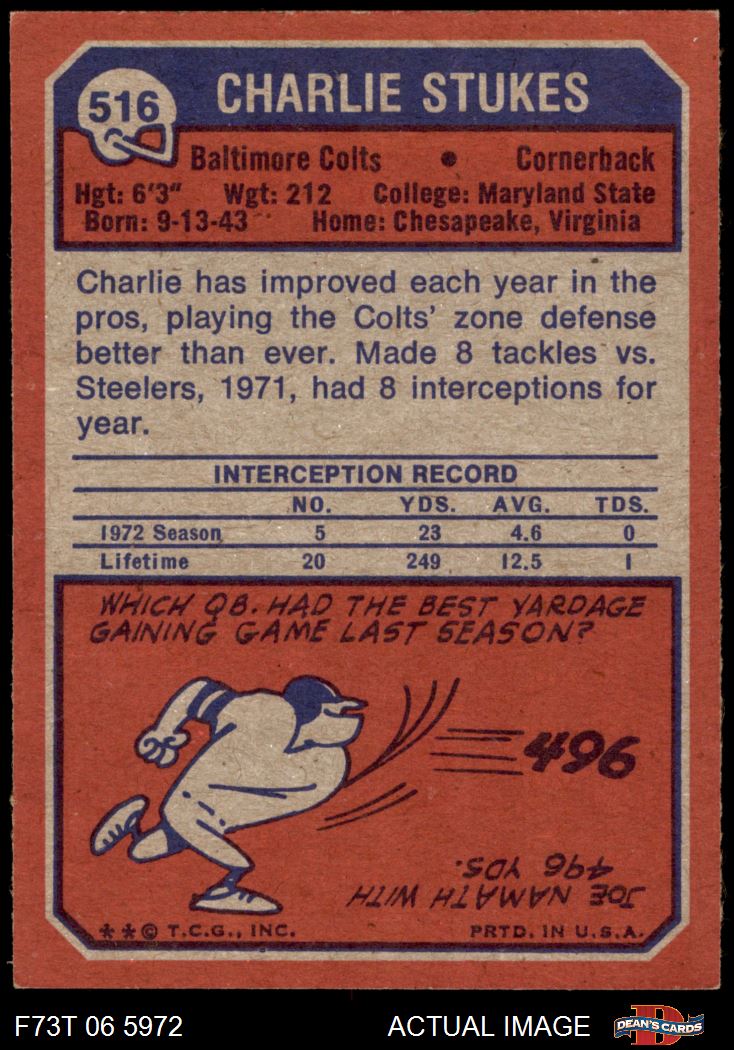 516
CHARLIE STUKES
Baltimore Colts • Cornerback
Hgt: 6'3" Wgt: 212 College: Maryland State
Born: 9-13-43 Home: Chesapeake, Virginia
Charlie has improved each year in the
pros, playing the Colts' zone defense
better than ever. Made 8 tackles vs.
Steelers, 1971, had 8 interceptions for
year.
INTERCEPTION RECORD
NO. YDS. AVG. TDS.
1972 Season 5 23 4.6 0
Lifetime 20 249 12.5 1
WHICH QB. HAD THE BEST YARDAGE
GAINING GAME LAST SEASON?
496
JOE NAMATH WITH
496 YDS.
**© T.C.G., INC. PRTD. IN U.S.A.
F73T 06 5972 ACTUAL IMAGE
D
DEAN'S CARDS